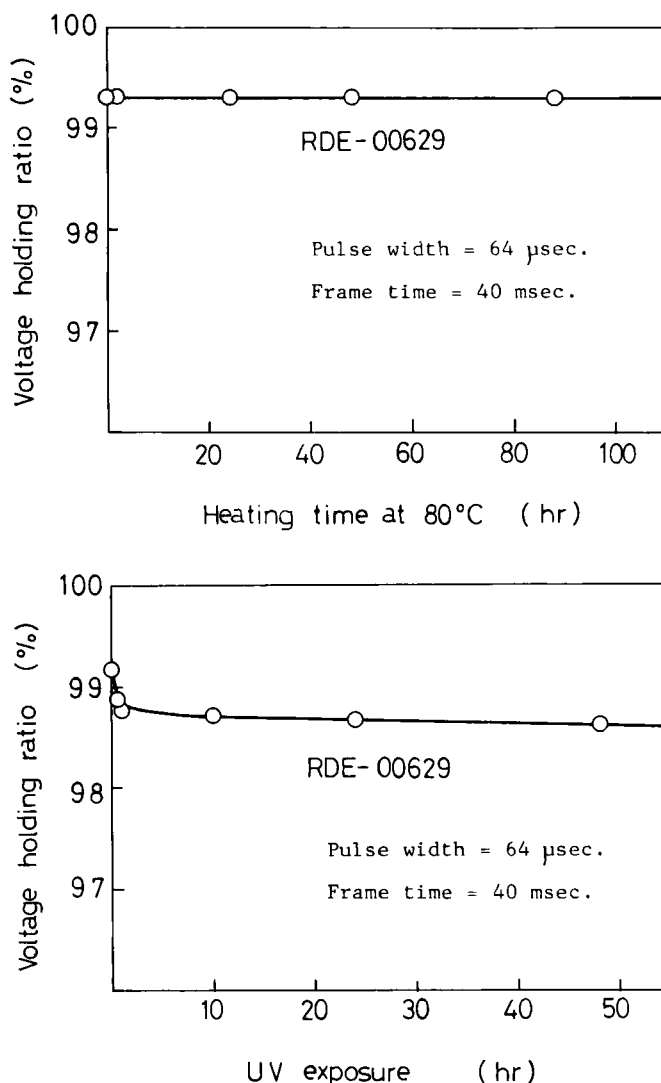 100
99
98
97
Voltage holding ratio (%)
RDE-00629
Pulse width = 64 μsec.
Frame time = 40 msec.
20 40 60 80 100
Heating time at 80°C (hr)
100
99
98
97
Voltage holding ratio (%)
RDE-00629
Pulse width = 64 μsec.
Frame time = 40 msec.
10 20 30 40 50
UV exposure (hr)